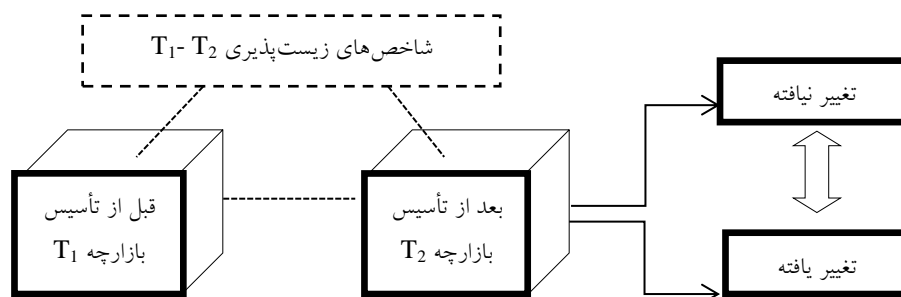 شاخص‌های زیست‌پذیری T₁- T₂
تغییر نیافته
قبل از تأسیس
بازارچه T₁
بعد از تأسیس
بازارچه T₂
تغییر یافته